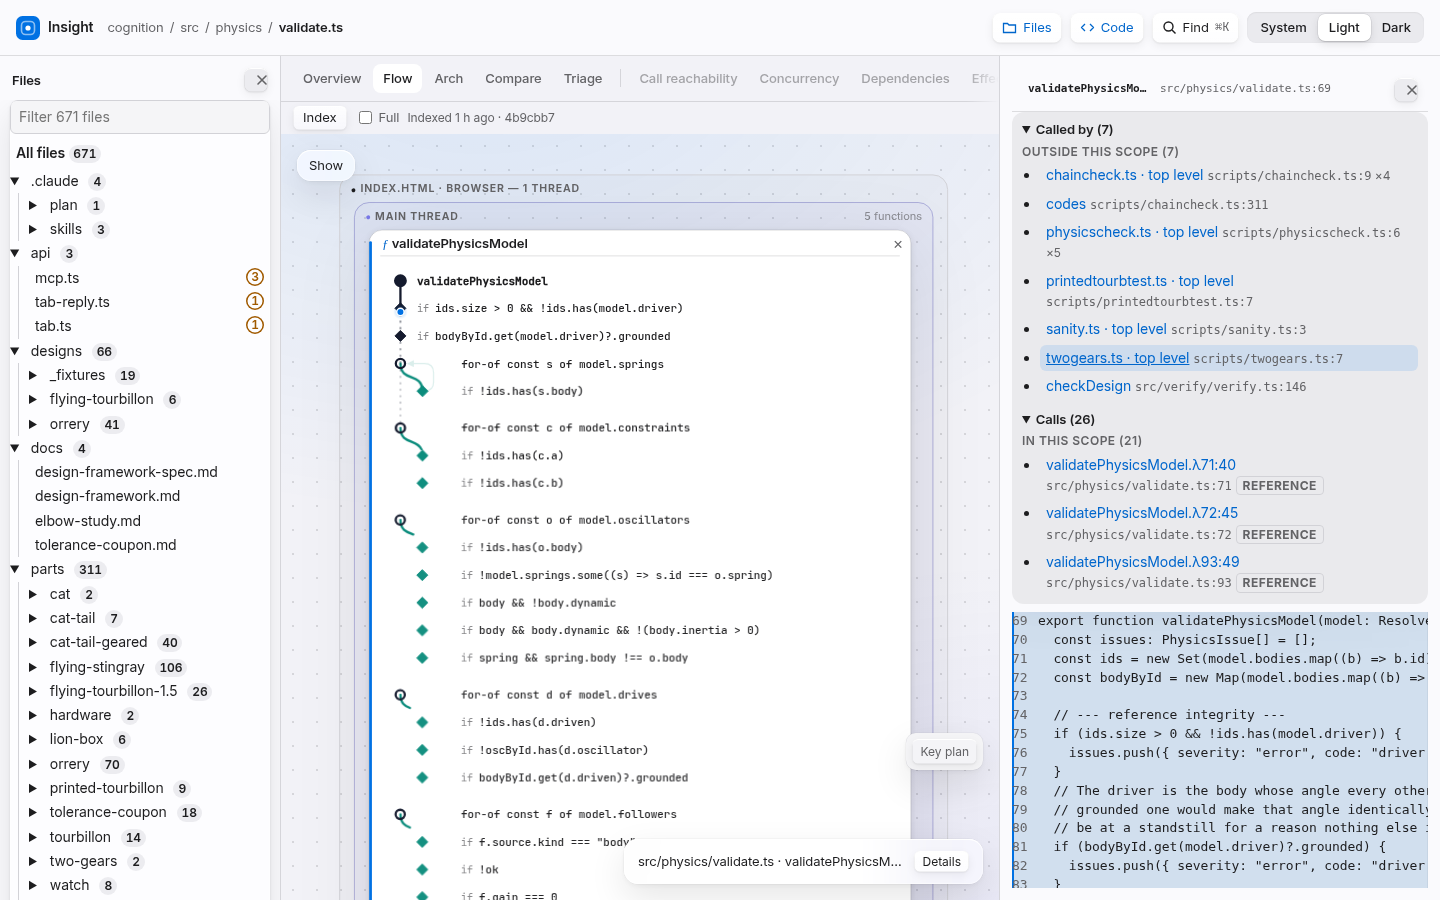 Insight cognition / src / physics / validate.ts
Files Code Find ⌘K System Light Dark
Files
Filter 671 files
All files 671
.claude 4
plan 1
skills 3
api 3
mcp.ts 3
tab-reply.ts 1
tab.ts 1
designs 66
_fixtures 19
flying-tourbillon 6
orrery 41
docs 4
design-framework-spec.md
design-framework.md
elbow-study.md
tolerance-coupon.md
parts 311
cat 2
cat-tail 7
cat-tail-geared 40
flying-stingray 106
flying-tourbillon-1.5 26
hardware 2
lion-box 6
orrery 70
printed-tourbillon 9
tolerance-coupon 18
tourbillon 14
two-gears 2
watch 8
Overview Flow Arch Compare Triage Call reachability Concurrency Dependencies Effe
Index Full Indexed 1 h ago · 4b9cbb7
Show
INDEX.HTML · BROWSER — 1 THREAD
MAIN THREAD 5 functions
ƒ validatePhysicsModel ×
validatePhysicsModel
if ids.size > 0 && !ids.has(model.driver)
if bodyById.get(model.driver)?.grounded
for-of const s of model.springs
if !ids.has(s.body)
for-of const c of model.constraints
if !ids.has(c.a)
if !ids.has(c.b)
for-of const o of model.oscillators
if !ids.has(o.body)
if !model.springs.some((s) => s.id === o.spring)
if body && !body.dynamic
if body && body.dynamic && !(body.inertia > 0)
if spring && spring.body !== o.body
for-of const d of model.drives
if !ids.has(d.driven)
if !oscById.has(d.oscillator)
if bodyById.get(d.driven)?.grounded
for-of const f of model.followers
if f.source.kind === "body"
if !ok
if f.gain === 0
Key plan
src/physics/validate.ts · validatePhysicsM… Details
validatePhysicsMo… src/physics/validate.ts:69
Called by (7)
OUTSIDE THIS SCOPE (7)
chaincheck.ts · top level scripts/chaincheck.ts:9 ×4
codes scripts/chaincheck.ts:311
physicscheck.ts · top level scripts/physicscheck.ts:6
×5
printedtourbtest.ts · top level
scripts/printedtourbtest.ts:7
sanity.ts · top level scripts/sanity.ts:3
twogears.ts · top level scripts/twogears.ts:7
checkDesign src/verify/verify.ts:146
Calls (26)
IN THIS SCOPE (21)
validatePhysicsModel.λ71:40
src/physics/validate.ts:71 REFERENCE
validatePhysicsModel.λ72:45
src/physics/validate.ts:72 REFERENCE
validatePhysicsModel.λ93:49
src/physics/validate.ts:93 REFERENCE
69 export function validatePhysicsModel(model: Resolve
70 const issues: PhysicsIssue[] = [];
71 const ids = new Set(model.bodies.map((b) => b.id)
72 const bodyById = new Map(model.bodies.map((b) =>
73
74 // --- reference integrity ---
75 if (ids.size > 0 && !ids.has(model.driver)) {
76 issues.push({ severity: "error", code: "driver
77 }
78 // The driver is the body whose angle every other
79 // grounded one would make that angle identically
80 // be at a standstill for a reason nothing else i
81 if (bodyById.get(model.driver)?.grounded) {
82 issues.push({ severity: "error", code: "driver
83 }